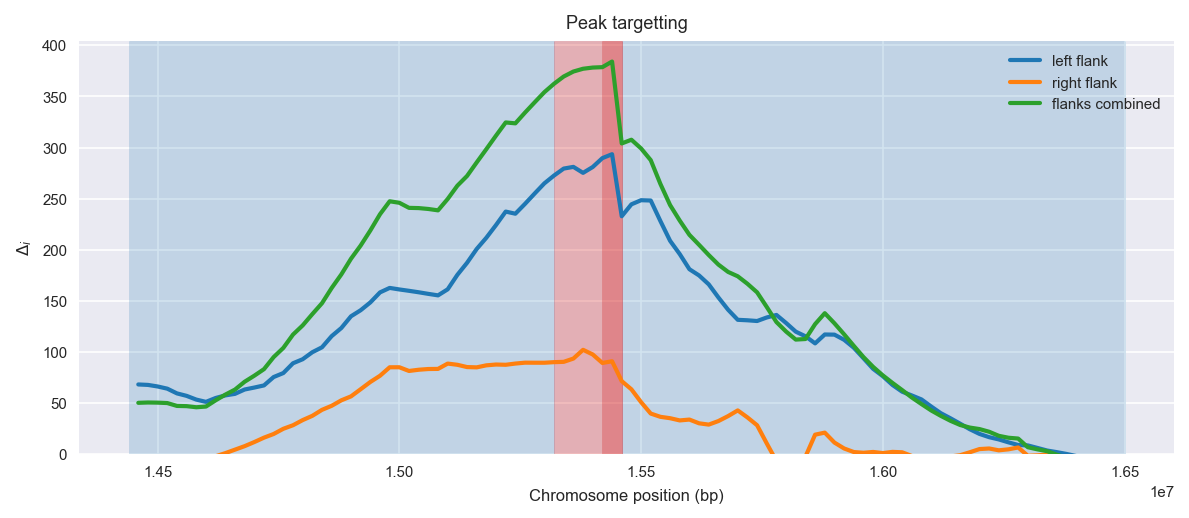 Peak targetting
400
350
300
250
200
150
100
50
0
Δi
left flank
right flank
flanks combined
1.45
1.50
1.55
1.60
1.65
1e7
Chromosome position (bp)